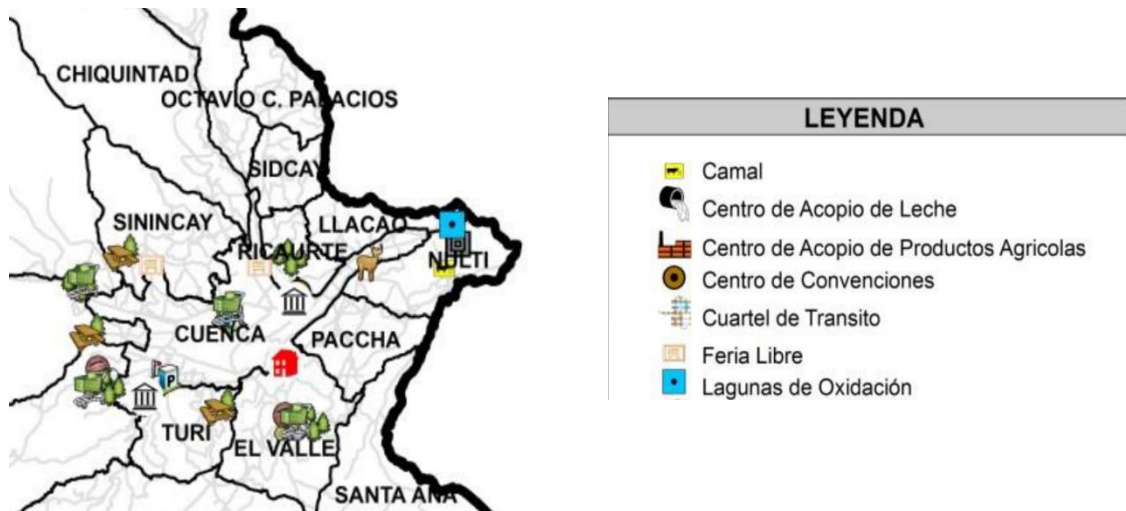 CHIQUINTAD
OCTAVIO C. PALACIOS
SIDCAY
SININCAY
LLACAO
RICAURTE
NULTI
CUENCA
PACCHA
P
TURI
EL VALLE
SANTA ANA
LEYENDA
Camal
Centro de Acopio de Leche
Centro de Acopio de Productos Agricolas
Centro de Convenciones
Cuartel de Transito
Feria Libre
Lagunas de Oxidación